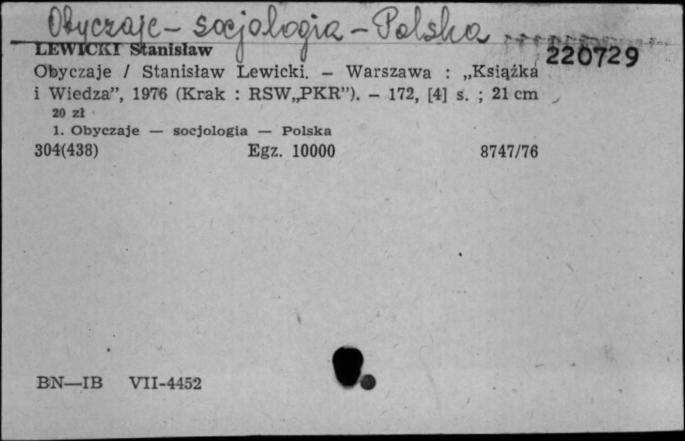 Obyczaje - socjologia - Polska
LEWICKI Stanisław 220729
Obyczaje / Stanisław Lewicki. – Warszawa : „Książka
i Wiedza”, 1976 (Krak : RSW„PKR”). – 172, [4] s. ; 21 cm
20 zł
1. Obyczaje — socjologia — Polska
304(438) Egz. 10000 8747/76
BN—IB VII-4452